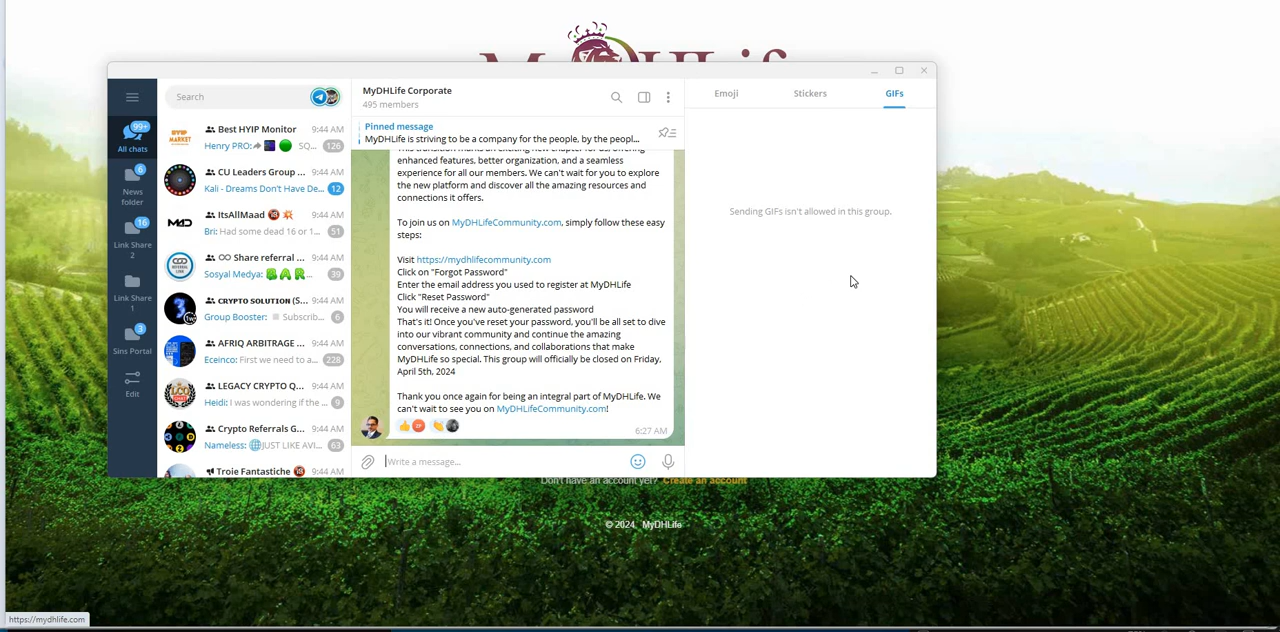 Search
99+
All chats
6
News
folder
16
Link Share
2
Link Share
1
3
Sins Portal
Edit
Best HYIP Monitor
9:44 AM
Henry PRO:
SQ...
126
CU Leaders Group ...
9:44 AM
Kali - Dreams Don't Have De...
12
ItsAllMaad
9:44 AM
Bri: Had some dead 16 or 1...
51
Share referral ...
9:44 AM
Sosyal Medya: B A R...
39
CRYPTO SOLUTION (S...
9:44 AM
Group Booster: Subscrib...
6
AFRIQ ARBITRAGE ...
9:44 AM
Eceinco: First we need to a...
228
LEGACY CRYPTO Q...
9:44 AM
Heidi: I was wondering if the ...
9
Crypto Referrals G...
9:44 AM
Nameless: JUST LIKE AVI...
63
Troie Fantastiche
9:44 AM
MyDHLife Corporate
495 members
Pinned message
MyDHLife is striving to be a company for the people, by the peopl...
enhanced features, better organization, and a seamless
experience for all our members. We can't wait for you to explore
the new platform and discover all the amazing resources and
connections it offers.
To join us on MyDHLifeCommunity.com, simply follow these easy
steps:
Visit https://mydhlifecommunity.com
Click on "Forgot Password"
Enter the email address you used to register at MyDHLife
Click "Reset Password"
You will receive a new auto-generated password
That's it! Once you've reset your password, you'll be all set to dive
into our vibrant community and continue the amazing
conversations, connections, and collaborations that make
MyDHLife so special. This group will officially be closed on Friday,
April 5th, 2024
Thank you once again for being an integral part of MyDHLife. We
can't wait to see you on MyDHLifeCommunity.com!
6:27 AM
Write a message...
Emoji
Stickers
GIFs
Sending GIFs isn't allowed in this group.
Don't have an account yet? Create an account
© 2024 MyDHLife
https://mydhlife.com